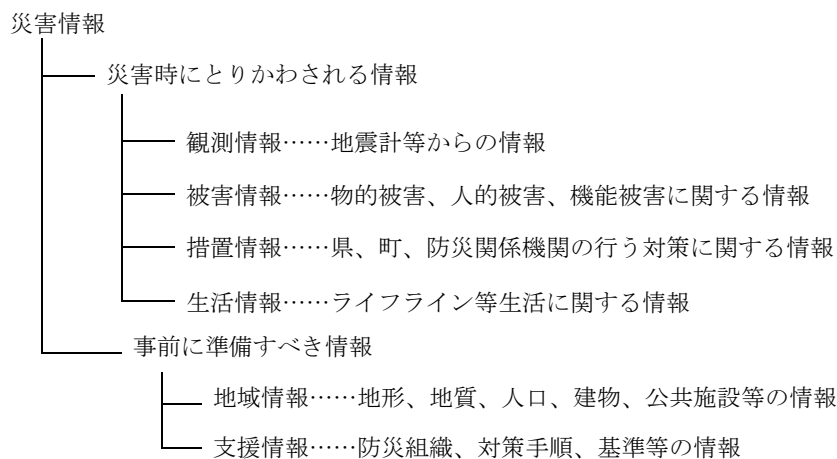 災害情報
災害時にとりかわされる情報
観測情報……地震計等からの情報
被害情報……物的被害、人的被害、機能被害に関する情報
措置情報……県、町、防災関係機関の行う対策に関する情報
生活情報……ライフライン等生活に関する情報
事前に準備すべき情報
地域情報……地形、地質、人口、建物、公共施設等の情報
支援情報……防災組織、対策手順、基準等の情報